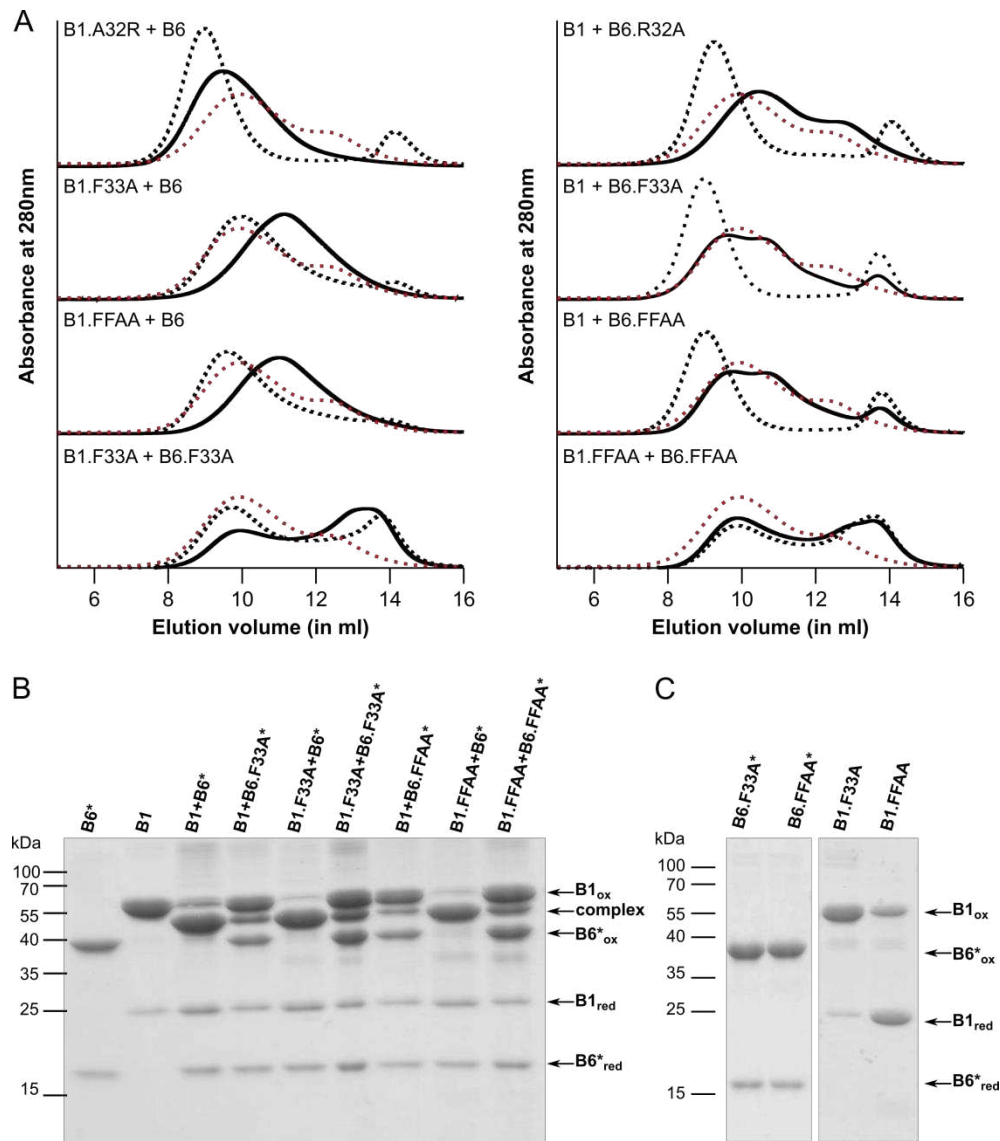 A
B1.A32R + B6
B1 + B6.R32A
B1.F33A + B6
B1 + B6.F33A
B1.FFAA + B6
B1 + B6.FFAA
B1.F33A + B6.F33A
B1.FFAA + B6.FFAA
Absorbance at 280nm
Absorbance at 280nm
6 8 10 12 14 16
6 8 10 12 14 16
Elution volume (in ml)
Elution volume (in ml)
B
B6*
B1
B1+B6*
B1+B6.F33A*
B1.F33A+B6*
B1.F33A+B6.F33A*
B1+B6.FFAA*
B1.FFAA+B6*
B1.FFAA+B6.FFAA*
kDa
100
70
55
40
35
25
15
B1ox
complex
B6*ox
B1red
B6*red
C
B6.F33A*
B6.FFAA*
B1.F33A
B1.FFAA
kDa
100
70
55
40
35
25
15
B1ox
B6*ox
B1red
B6*red